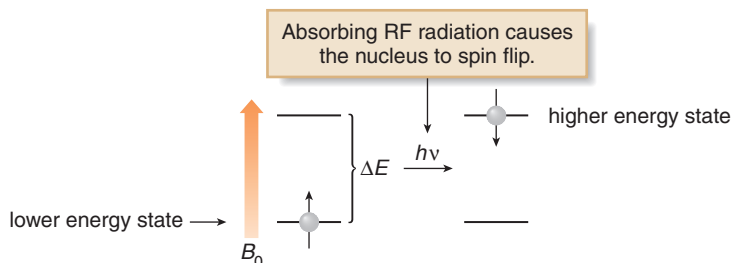 Absorbing RF radiation causes
the nucleus to spin flip.
higher energy state
ΔE
hν
lower energy state
B₀